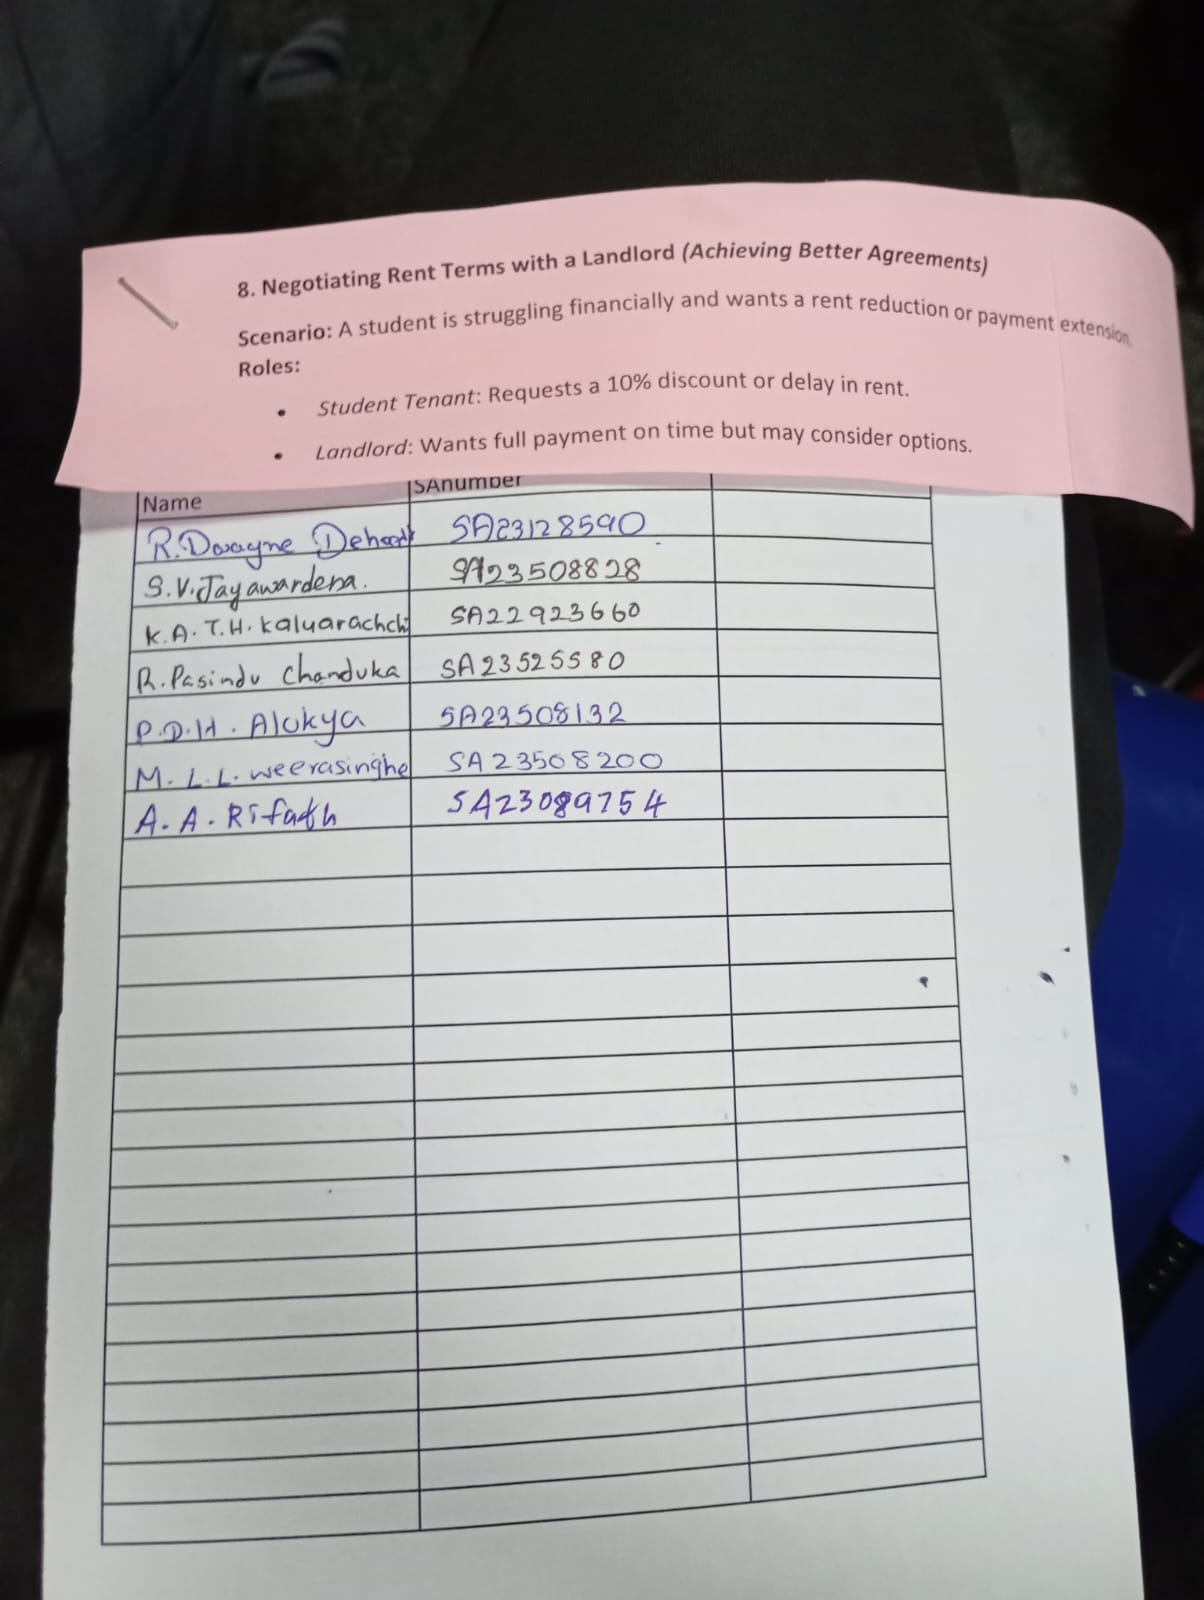 8. Negotiating Rent Terms with a Landlord (Achieving Better Agreements)
Scenario: A student is struggling financially and wants a rent reduction or payment extension.
Roles:
• Student Tenant: Requests a 10% discount or delay in rent.
• Landlord: Wants full payment on time but may consider options.
Name SAnumber
R. Dwayne SA23128590
S.V. Jayawardena. SA23508828
K.A.T.H. Kaluarachchi SA22923660
R. Pasindu Chanduka SA23525580
P.D.H. Alokya SA23508132
M.L.L. Weerasinghe SA23508200
A.A. Rifath SA23089754